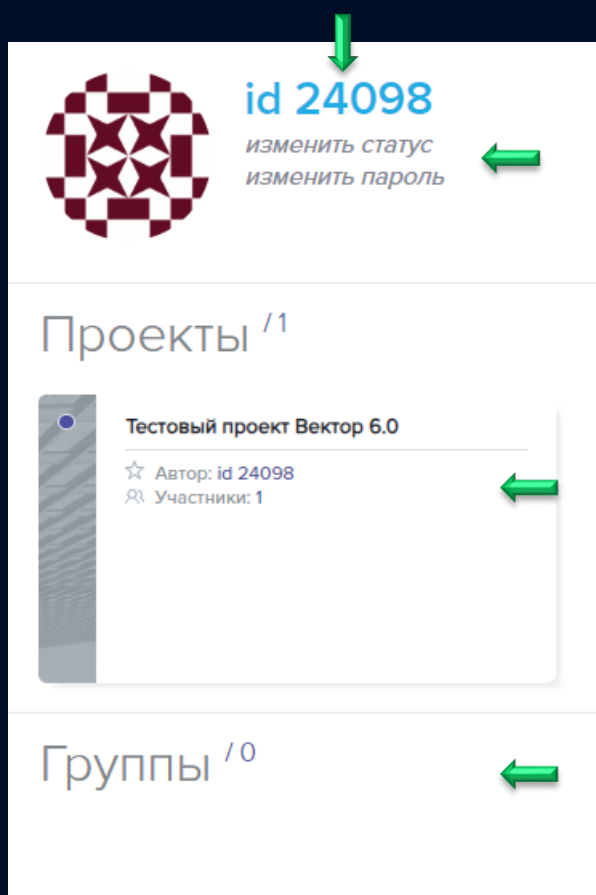 id 24098
изменить статус
изменить пароль
Проекты / 1
Тестовый проект Вектор 6.0
Автор: id 24098
Участники: 1
Группы / 0